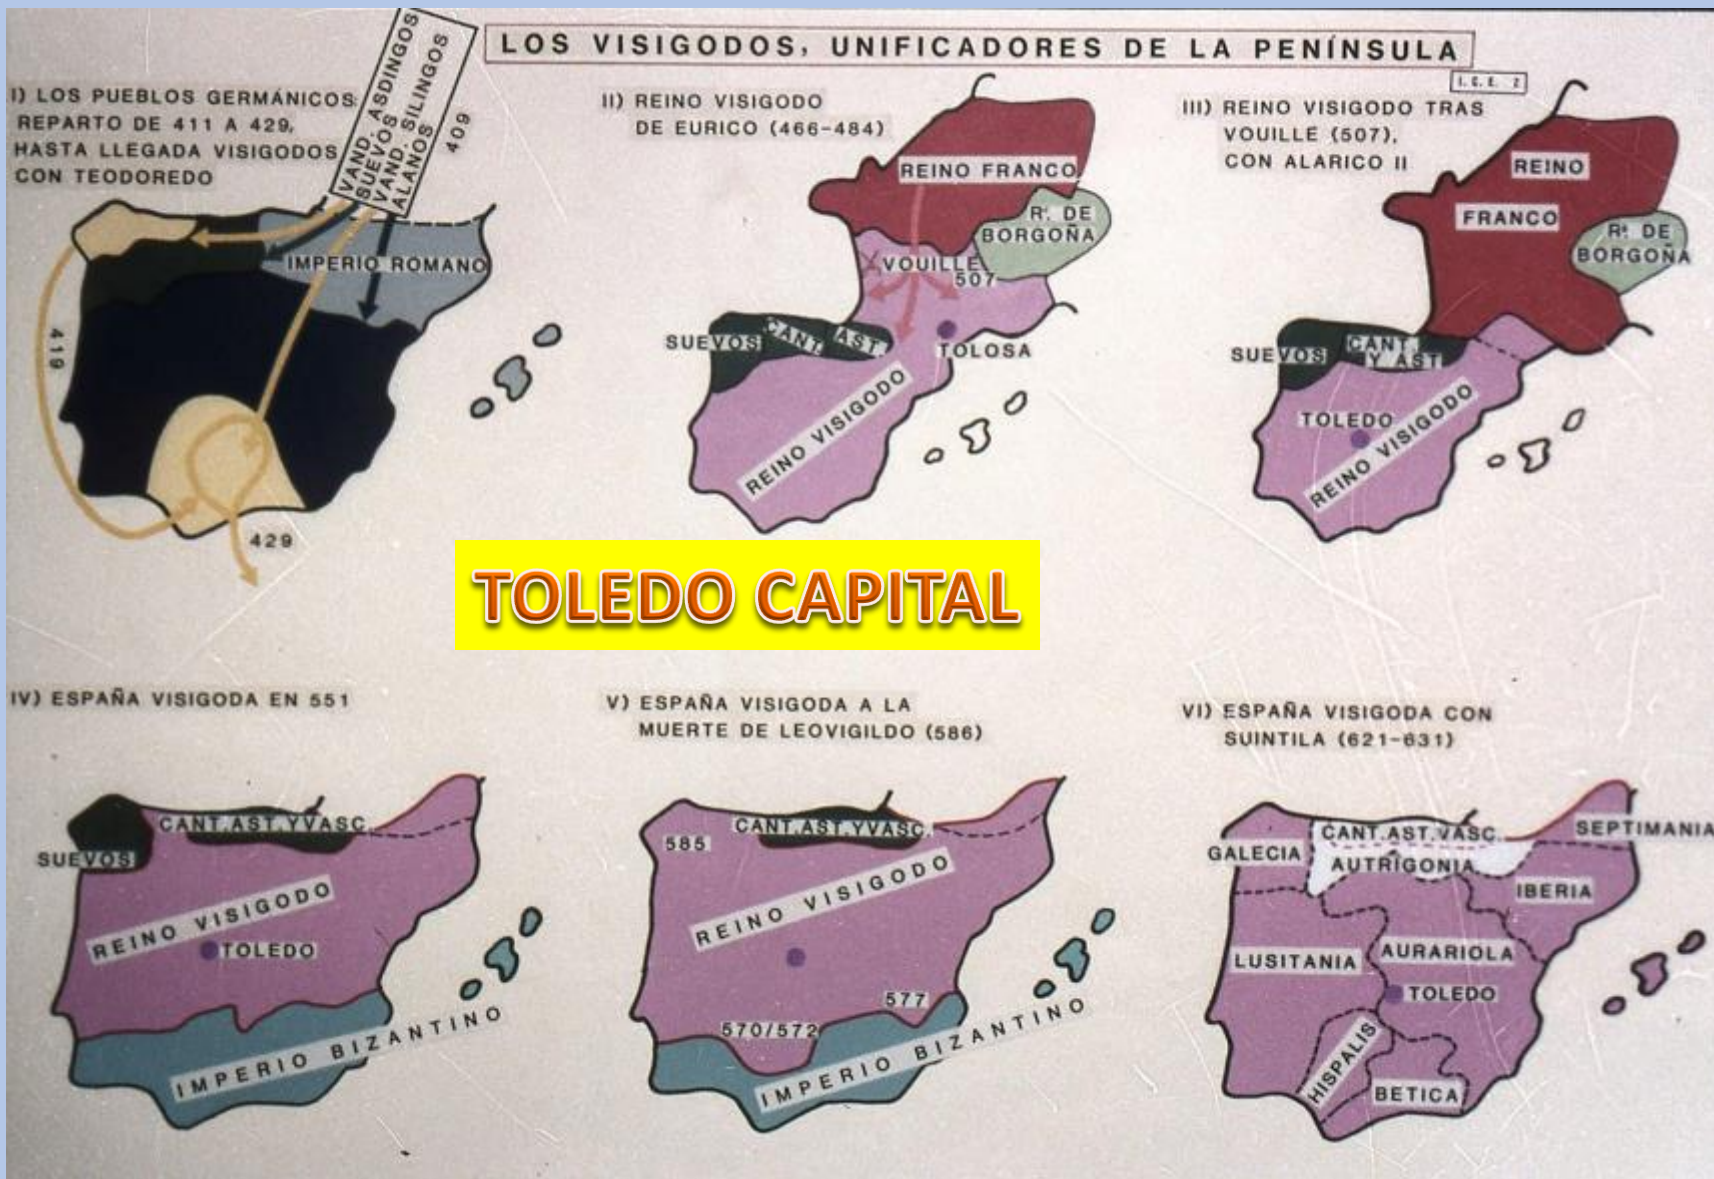 LOS VISIGODOS, UNIFICADORES DE LA PENÍNSULA
I.G.E. 2
I) LOS PUEBLOS GERMÁNICOS:
REPARTO DE 411 A 429,
HASTA LLEGADA VISIGODOS
CON TEODOREDO
VAND. ASDINGOS
SUEVOS
VAND. SILINGOS
ALANOS
409
IMPERIO ROMANO
419
429
II) REINO VISIGODO
DE EURICO (466-484)
REINO FRANCO
Rº. DE
BORGOÑA
VOUILLE
507
SUEVOS
CANT.
AST.
TOLOSA
REINO VISIGODO
III) REINO VISIGODO TRAS
VOUILLE (507),
CON ALARICO II
REINO
FRANCO
Rº. DE
BORGOÑA
SUEVOS
CANT.
Y AST.
TOLEDO
REINO VISIGODO
TOLEDO CAPITAL
IV) ESPAÑA VISIGODA EN 551
CANT.AST.YVASC.
SUEVOS
REINO VISIGODO
TOLEDO
IMPERIO BIZANTINO
V) ESPAÑA VISIGODA A LA
MUERTE DE LEOVIGILDO (586)
CANT.AST.YVASC.
585
REINO VISIGODO
577
570/572
IMPERIO BIZANTINO
VI) ESPAÑA VISIGODA CON
SUINTILA (621-631)
CANT.AST.VASC.
SEPTIMANIA
GALECIA
AUTRIGONIA
IBERIA
LUSITANIA
AURARIOLA
TOLEDO
HISPALIS
BETICA